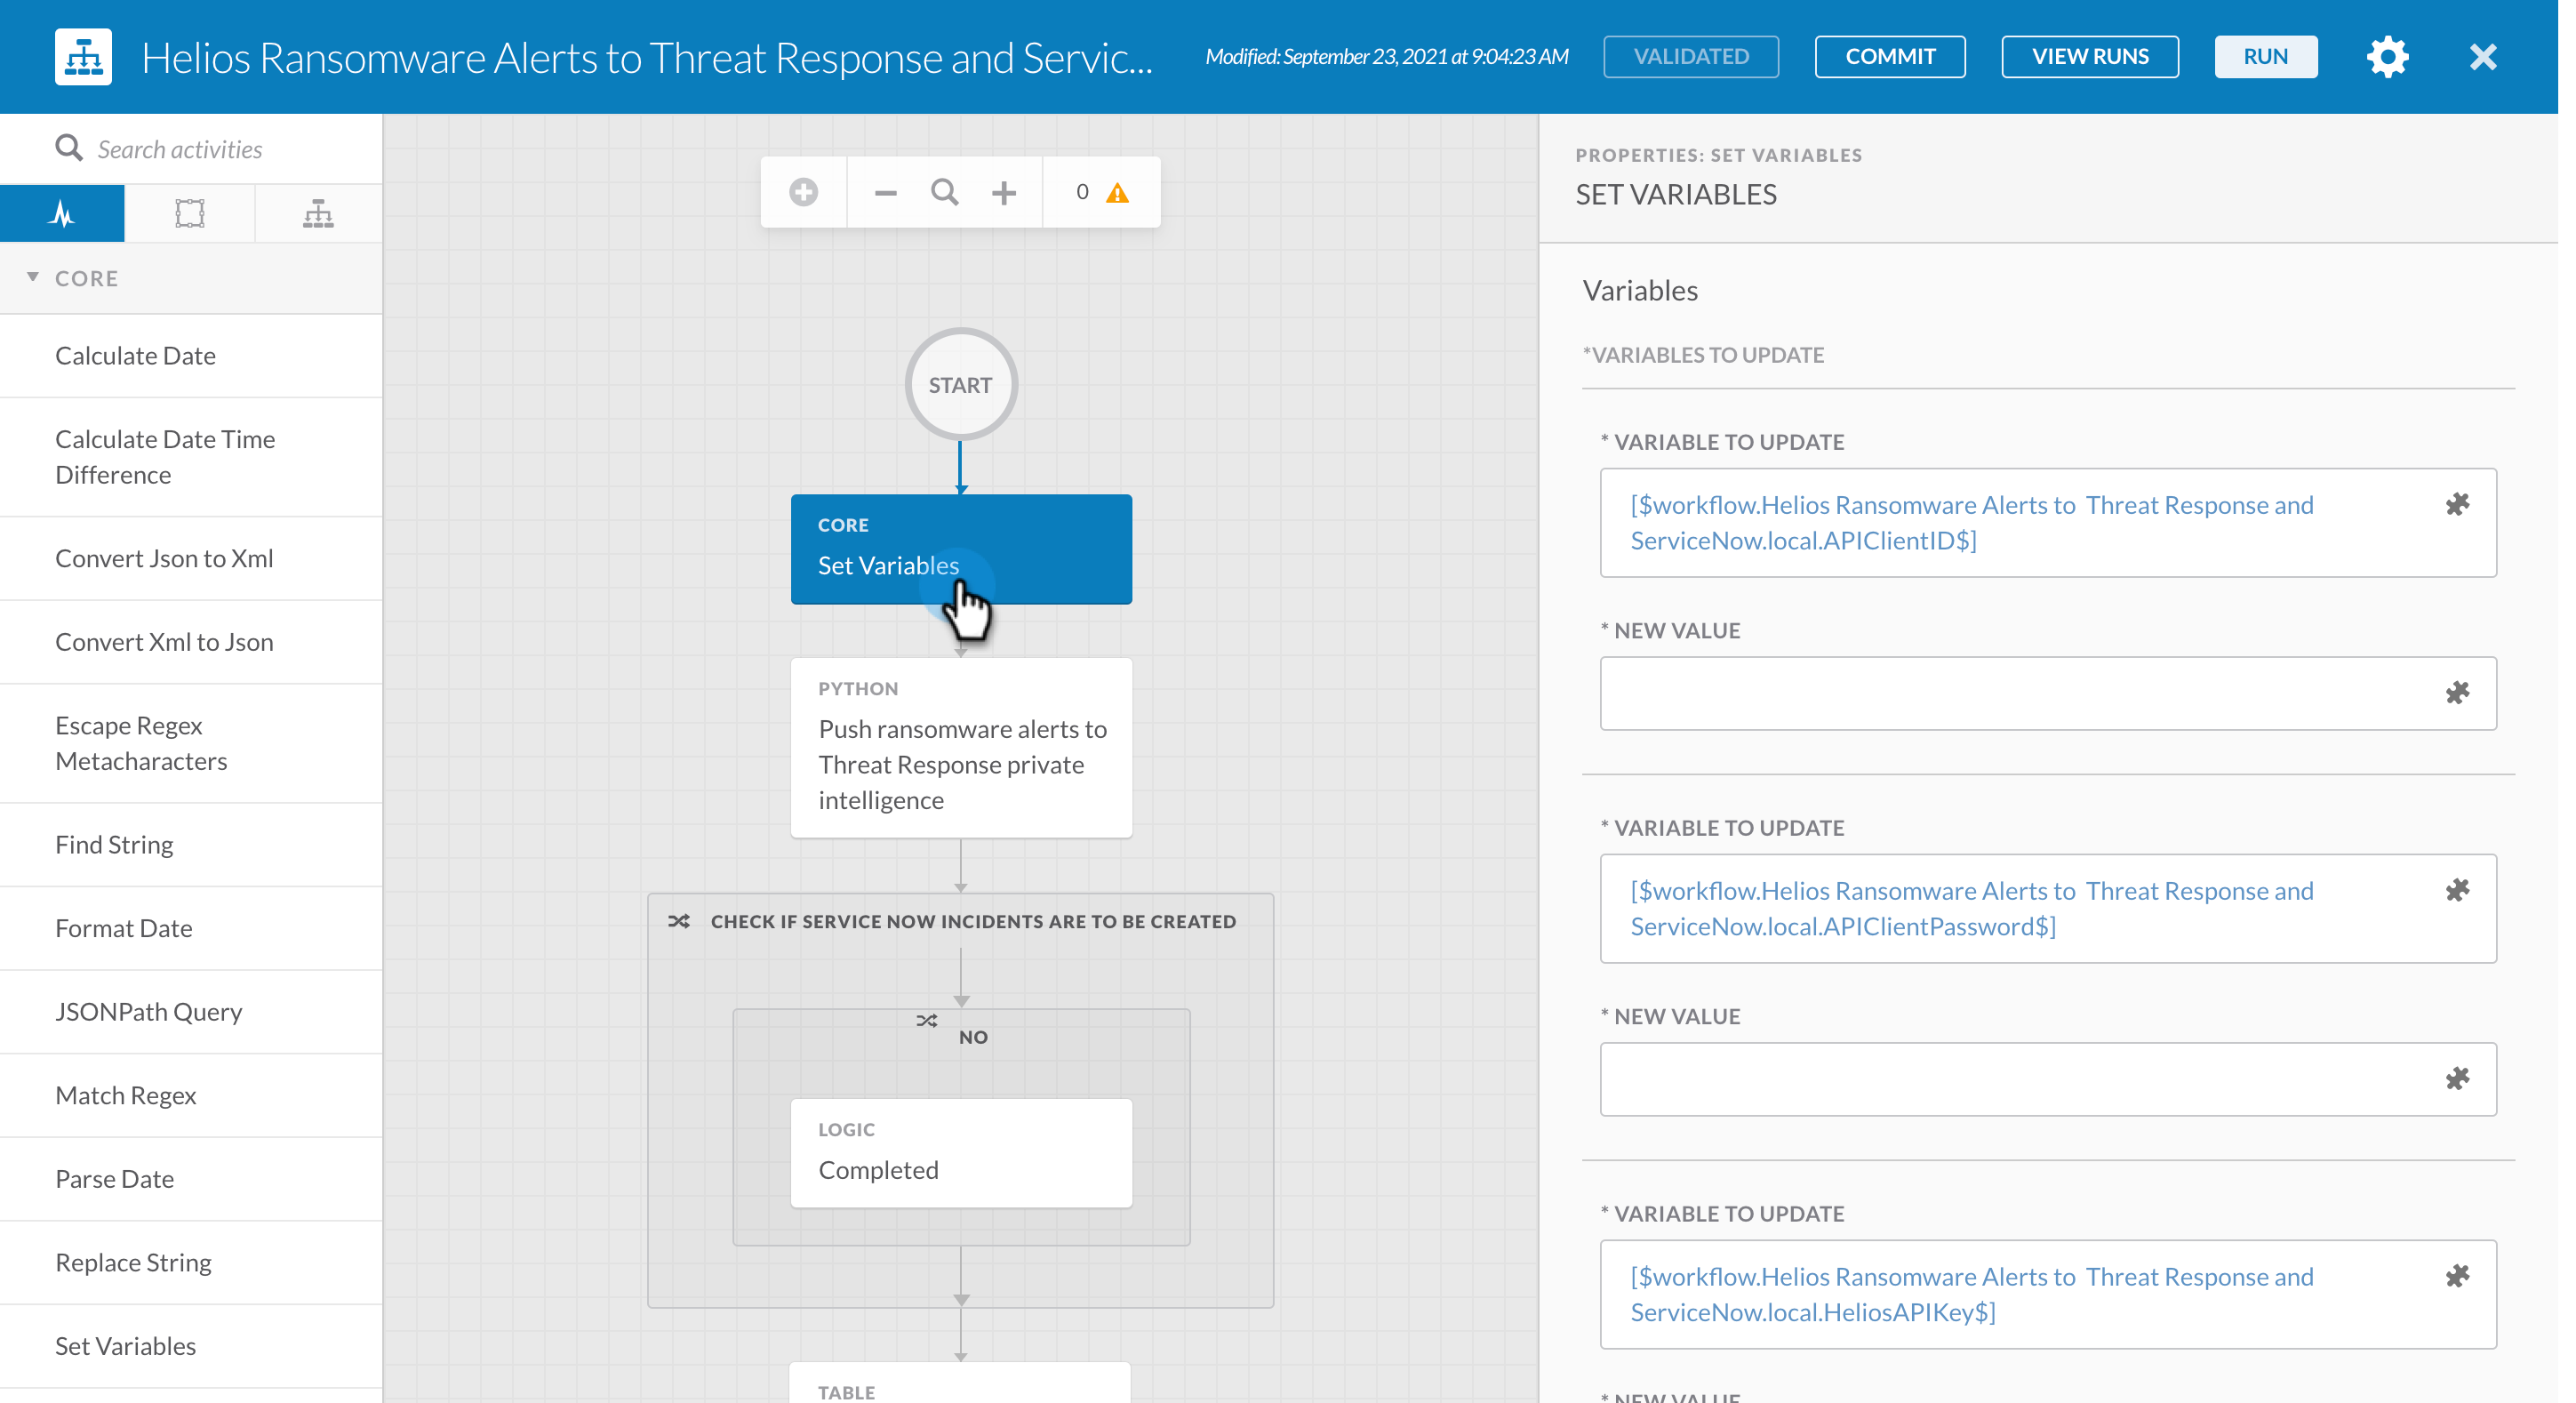 Helios Ransomware Alerts to Threat Response and Servic...
Modified: September 23, 2021 at 9:04:23 AM
VALIDATED
COMMIT
VIEW RUNS
RUN
Search activities
CORE
Calculate Date
Calculate Date Time
Difference
Convert Json to Xml
Convert Xml to Json
Escape Regex
Metacharacters
Find String
Format Date
JSONPath Query
Match Regex
Parse Date
Replace String
Set Variables
0
START
CORE
Set Variables
PYTHON
Push ransomware alerts to
Threat Response private
intelligence
CHECK IF SERVICE NOW INCIDENTS ARE TO BE CREATED
NO
LOGIC
Completed
TABLE
PROPERTIES: SET VARIABLES
SET VARIABLES
Variables
*VARIABLES TO UPDATE
* VARIABLE TO UPDATE
[$workflow.Helios Ransomware Alerts to  Threat Response and
ServiceNow.local.APIClientID$]
* NEW VALUE
* VARIABLE TO UPDATE
[$workflow.Helios Ransomware Alerts to  Threat Response and
ServiceNow.local.APIClientPassword$]
* NEW VALUE
* VARIABLE TO UPDATE
[$workflow.Helios Ransomware Alerts to  Threat Response and
ServiceNow.local.HeliosAPIKey$]
* NEW VALUE